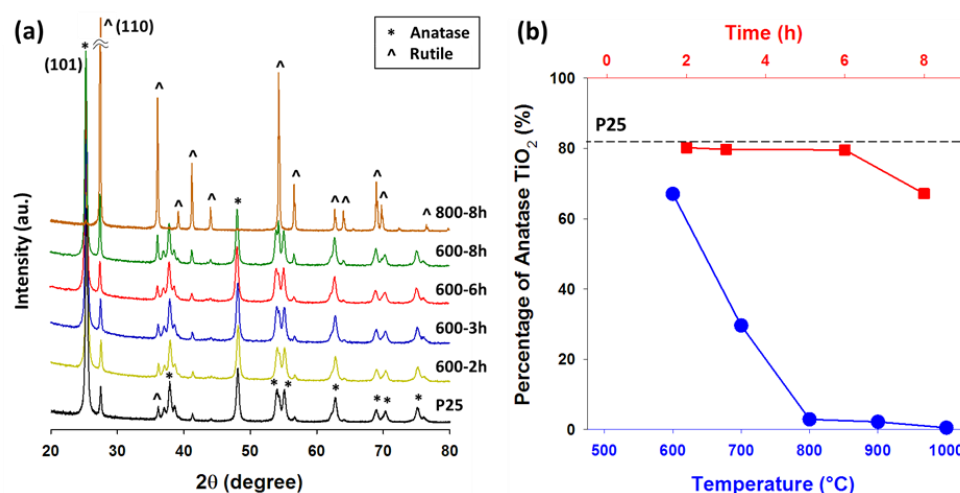 (a)
* ^ (110)
(101)
* Anatase
^ Rutile
^ ^ ^ ^ ^ ^ ^ ^ ^ ^ ^
*
800-8h
600-8h
600-6h
600-3h
600-2h
P25
^ * * * * * * *
Intensity (au.)
20 30 40 50 60 70 80
2θ (degree)
(b)
Time (h)
0 2 4 6 8
Percentage of Anatase TiO₂ (%)
100
80
60
40
20
0
P25
500 600 700 800 900 1000
Temperature (°C)